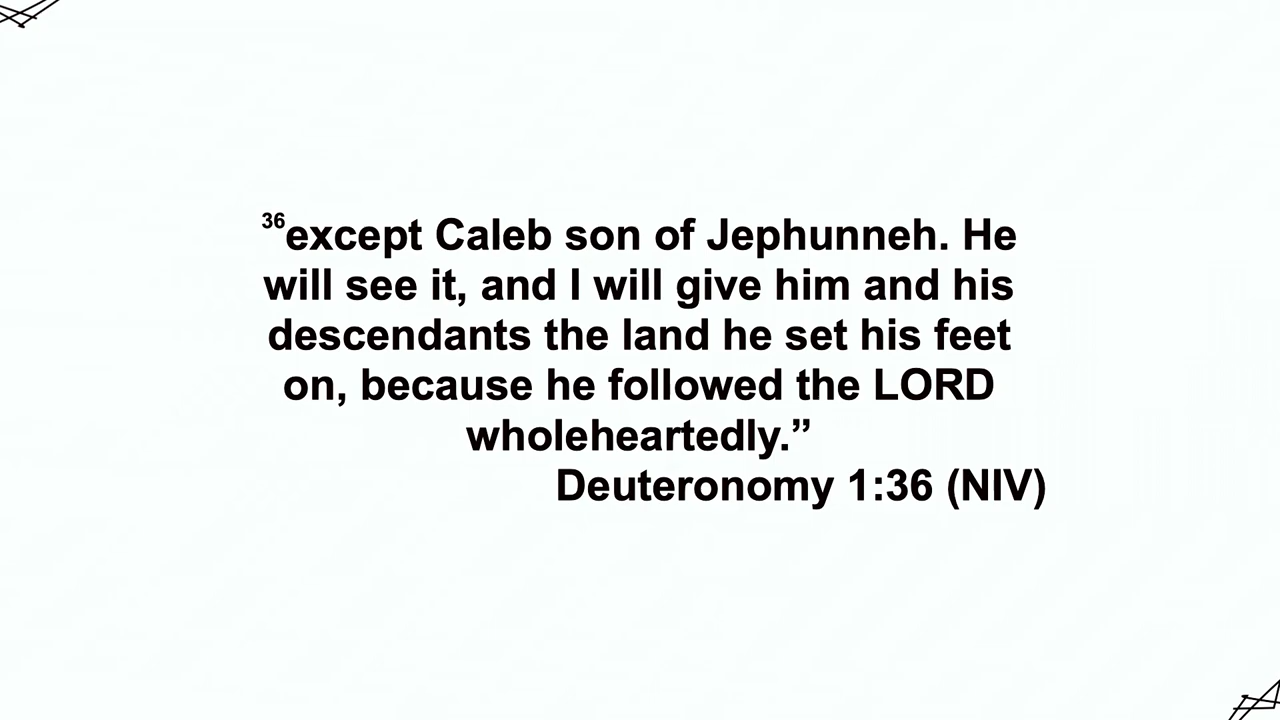 36except Caleb son of Jephunneh. He
will see it, and I will give him and his
descendants the land he set his feet
on, because he followed the LORD
wholeheartedly.”
Deuteronomy 1:36 (NIV)